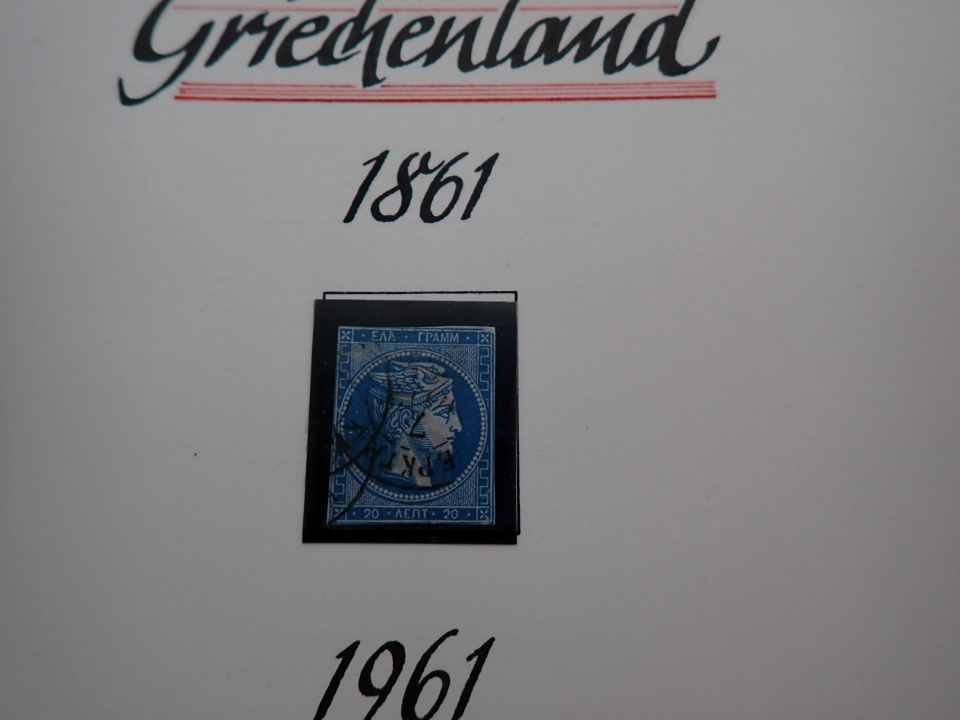 Griechenland
1861
ΕΛΛ · ΓΡΑΜΜ
20 · ΛΕΠΤ · 20
1961